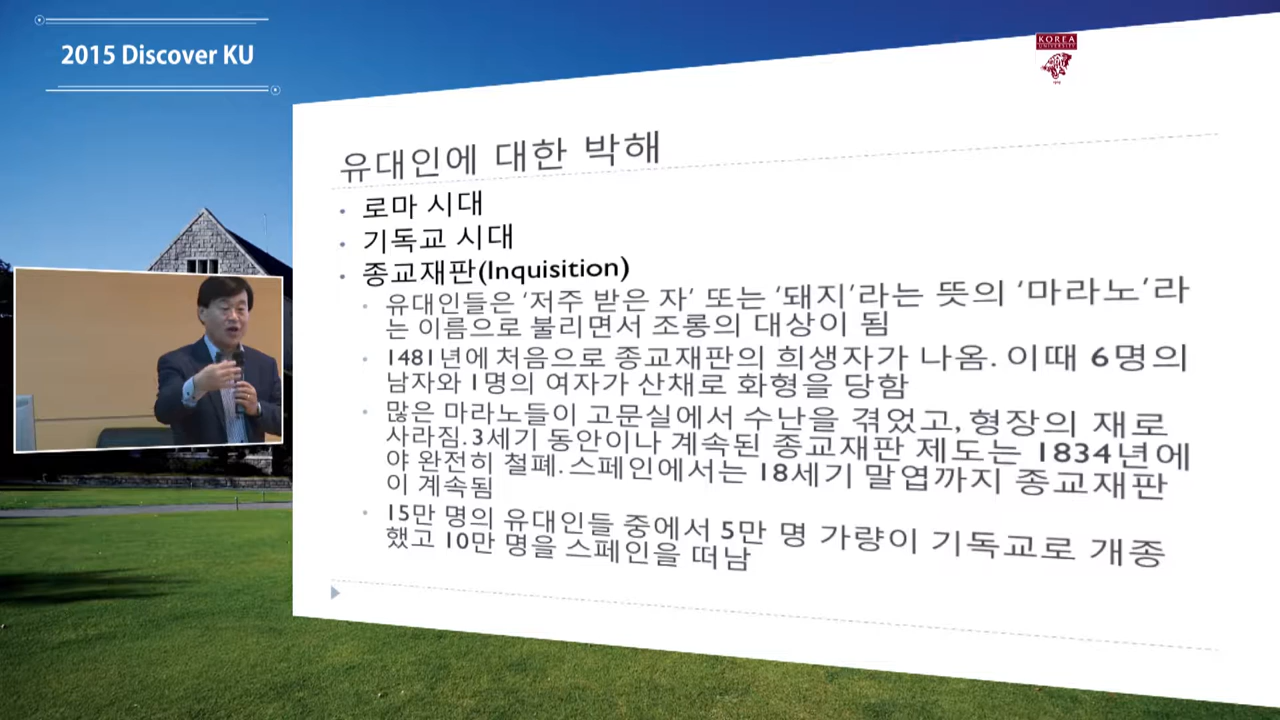 2015 Discover KU
KOREA
UNIVERSITY
유대인에 대한 박해
• 로마 시대
• 기독교 시대
• 종교재판(Inquisition)
• 유대인들은 '저주 받은 자' 또는 '돼지'라는 뜻의 '마라노'라
는 이름으로 불리면서 조롱의 대상이 됨
• 1481년에 처음으로 종교재판의 희생자가 나옴. 이때 6명의
남자와 1명의 여자가 산채로 화형을 당함
• 많은 마라노들이 고문실에서 수난을 겪었고, 형장의 재로
사라짐. 3세기 동안이나 계속된 종교재판 제도는 1834년에
야 완전히 철폐. 스페인에서는 18세기 말엽까지 종교재판
이 계속됨
• 15만 명의 유대인들 중에서 5만 명 가량이 기독교로 개종
했고 10만 명을 스페인을 떠남